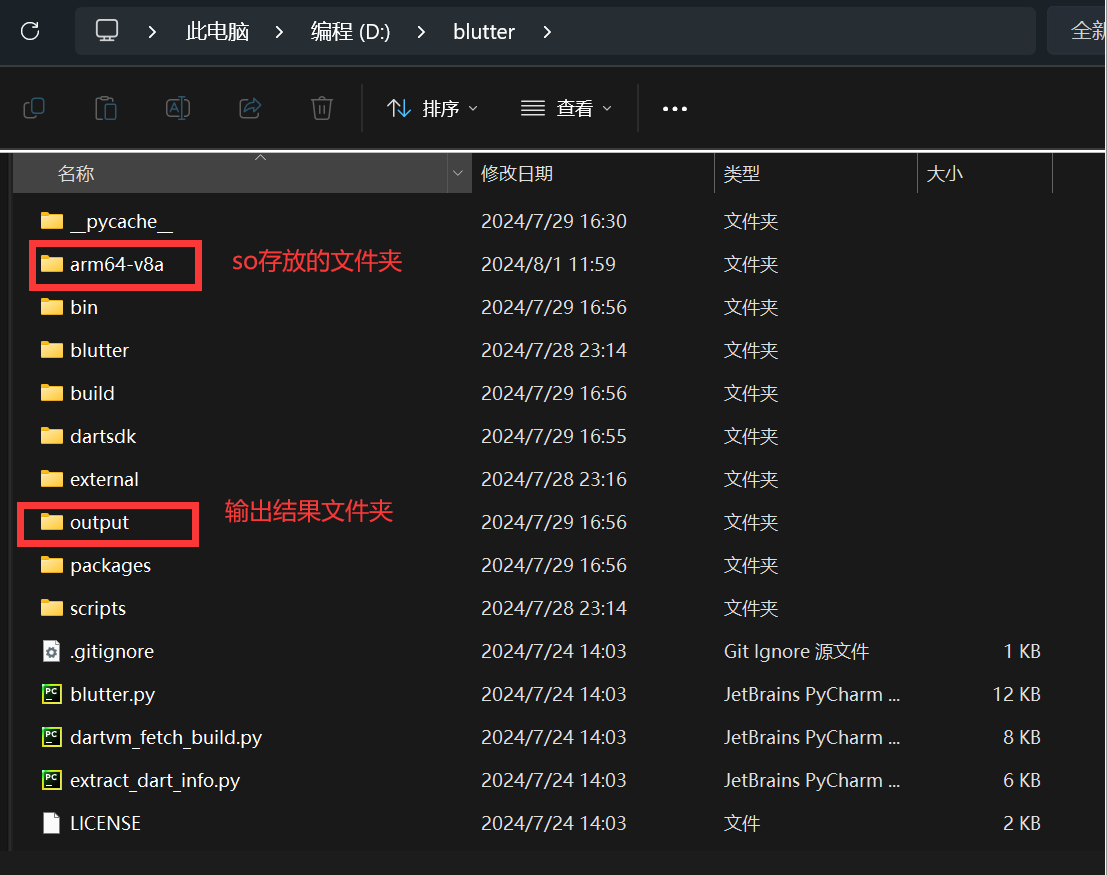 此电脑 > 编程 (D:) > blutter >
排序 查看 ...
名称 修改日期 类型 大小
__pycache__ 2024/7/29 16:30 文件夹
arm64-v8a so存放的文件夹 2024/8/1 11:59 文件夹
bin 2024/7/29 16:56 文件夹
blutter 2024/7/28 23:14 文件夹
build 2024/7/29 16:56 文件夹
dartsdk 2024/7/29 16:55 文件夹
external 2024/7/28 23:16 文件夹
output 输出结果文件夹 2024/7/29 16:56 文件夹
packages 2024/7/29 16:56 文件夹
scripts 2024/7/28 23:14 文件夹
.gitignore 2024/7/24 14:03 Git Ignore 源文件 1 KB
blutter.py 2024/7/24 14:03 JetBrains PyCharm ... 12 KB
dartvm_fetch_build.py 2024/7/24 14:03 JetBrains PyCharm ... 8 KB
extract_dart_info.py 2024/7/24 14:03 JetBrains PyCharm ... 6 KB
LICENSE 2024/7/24 14:03 文件 2 KB